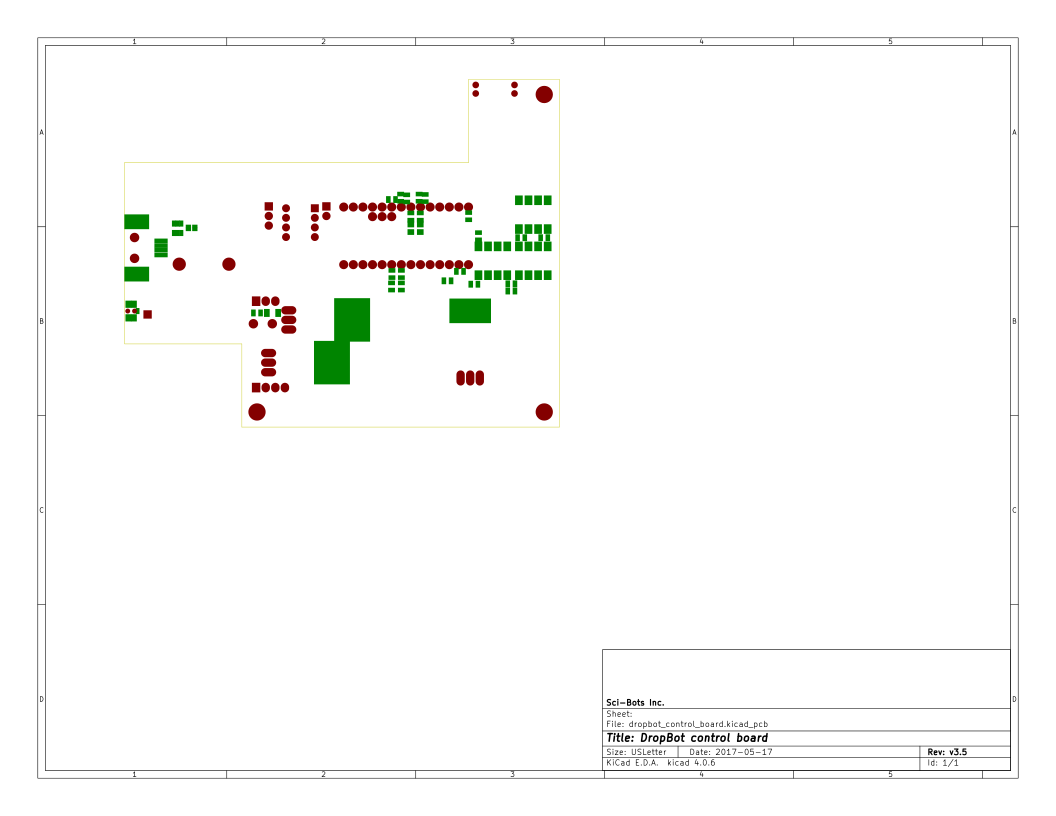 1 2 3 4 5
A A
B B
C C
D D
Sci-Bots Inc.
Sheet:
File: dropbot_control_board.kicad_pcb
Title: DropBot control board
Size: USLetter Date: 2017-05-17 Rev: v3.5
KiCad E.D.A. kicad 4.0.6 Id: 1/1
1 2 3 4 5